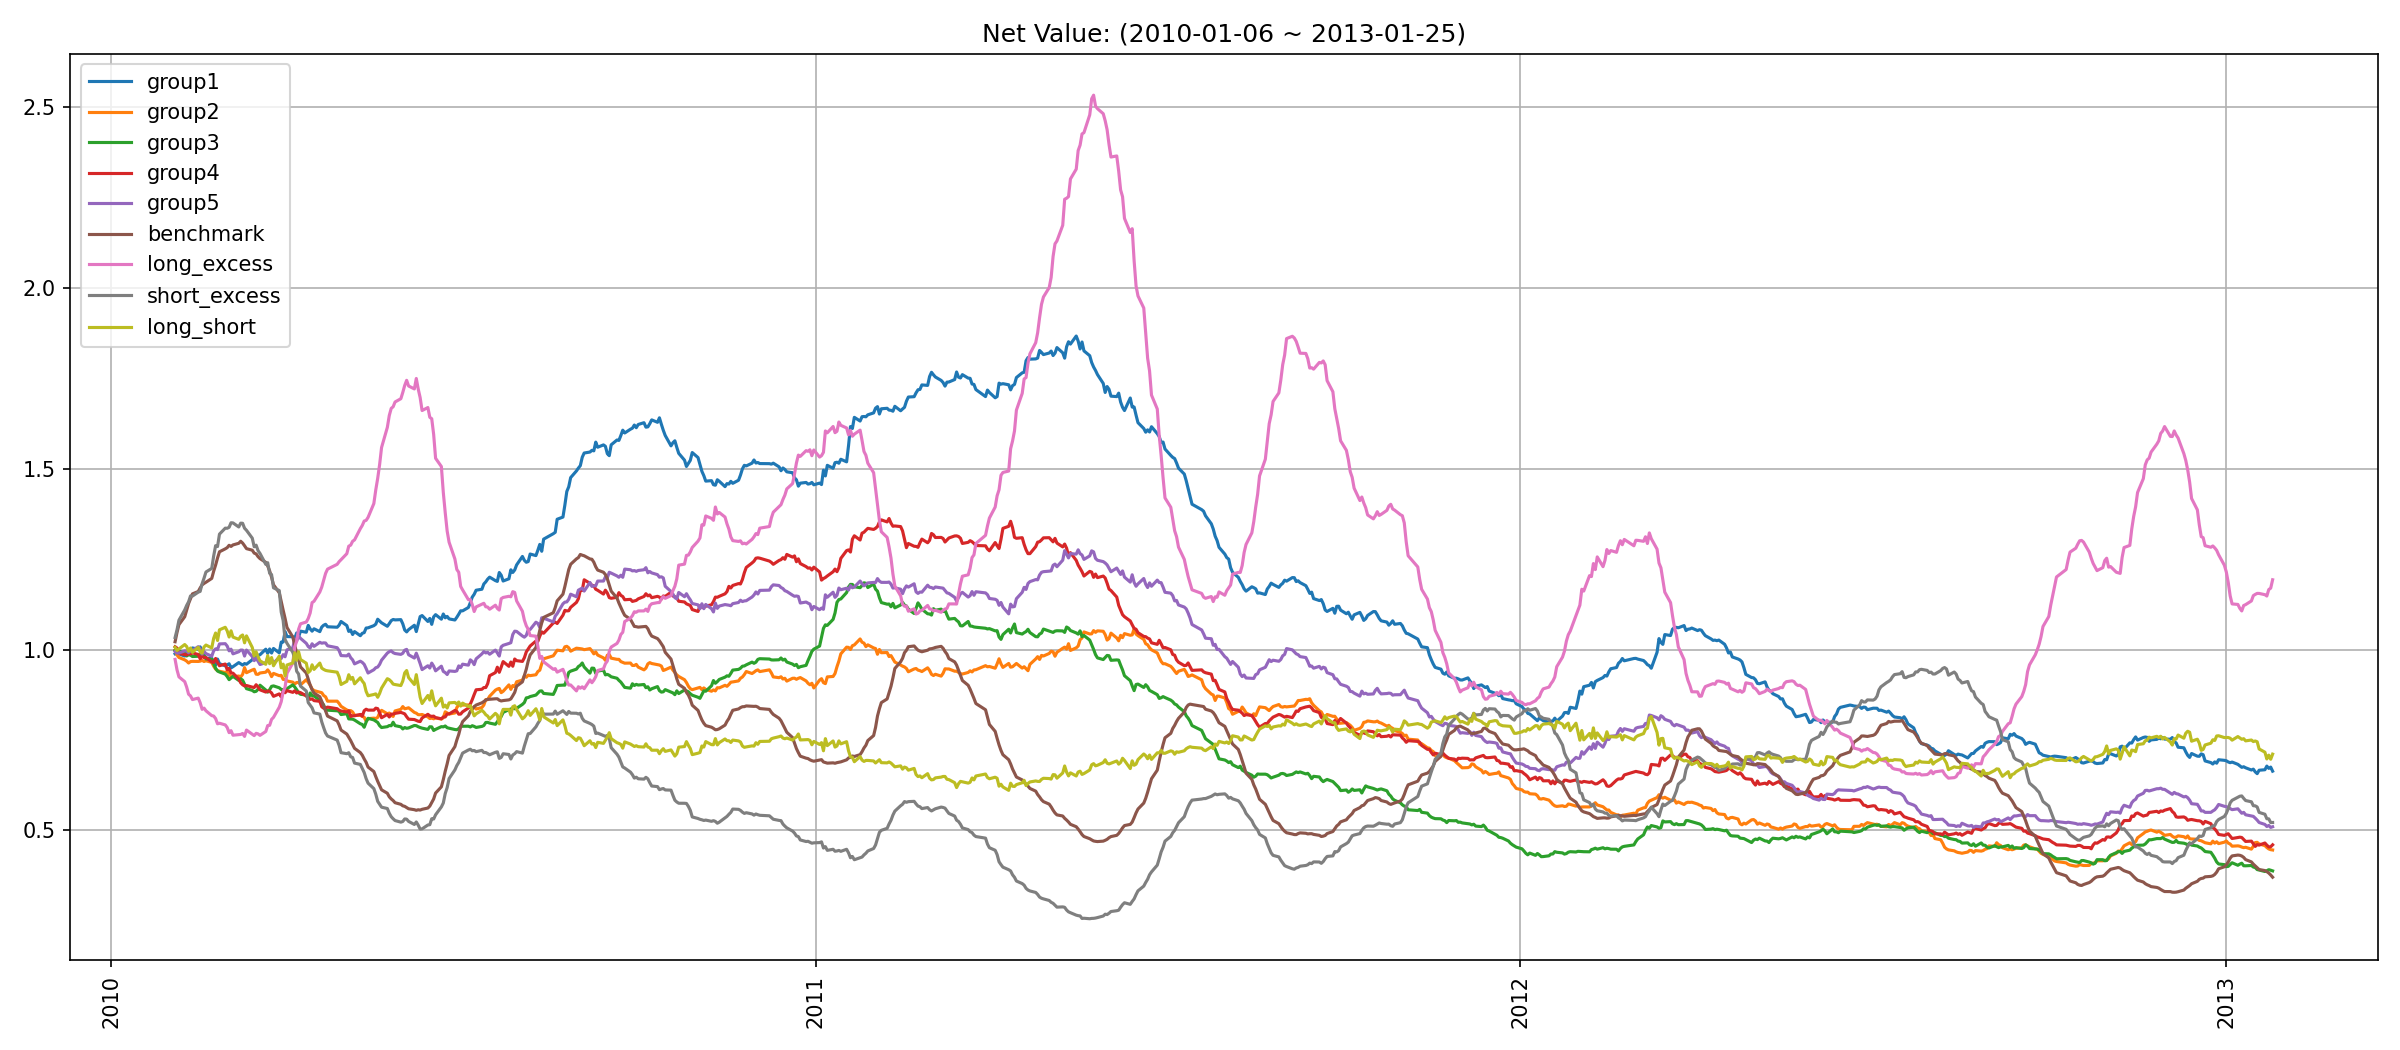 Net Value: (2010-01-06 ~ 2013-01-25)
group1
group2
group3
group4
group5
benchmark
long_excess
short_excess
long_short
2.5
2.0
1.5
1.0
0.5
2010
2011
2012
2013